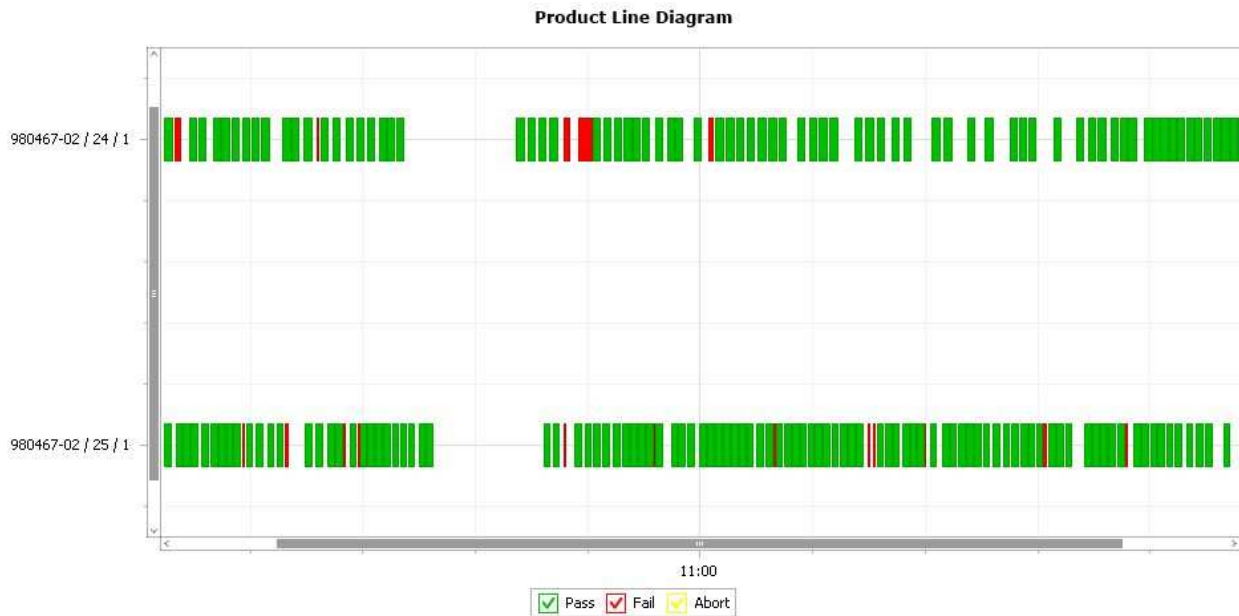 Product Line Diagram
980467-02 / 24 / 1
980467-02 / 25 / 1
11:00
Pass Fail Abort